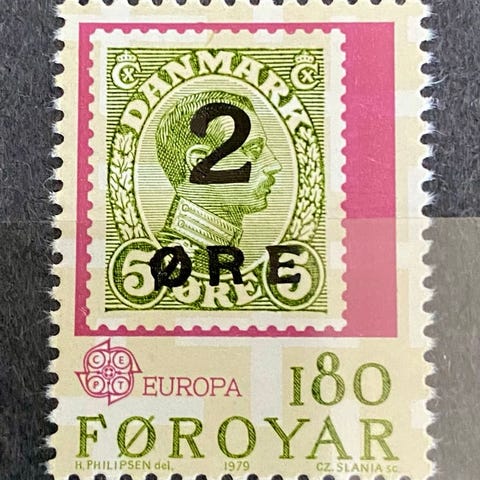 DANMARK
2
5 ØRE 5
ØRE
CEPT
EUROPA
180
FØROYAR
H. PHILIPSEN del. 1979 CZ. SLANIA sc.